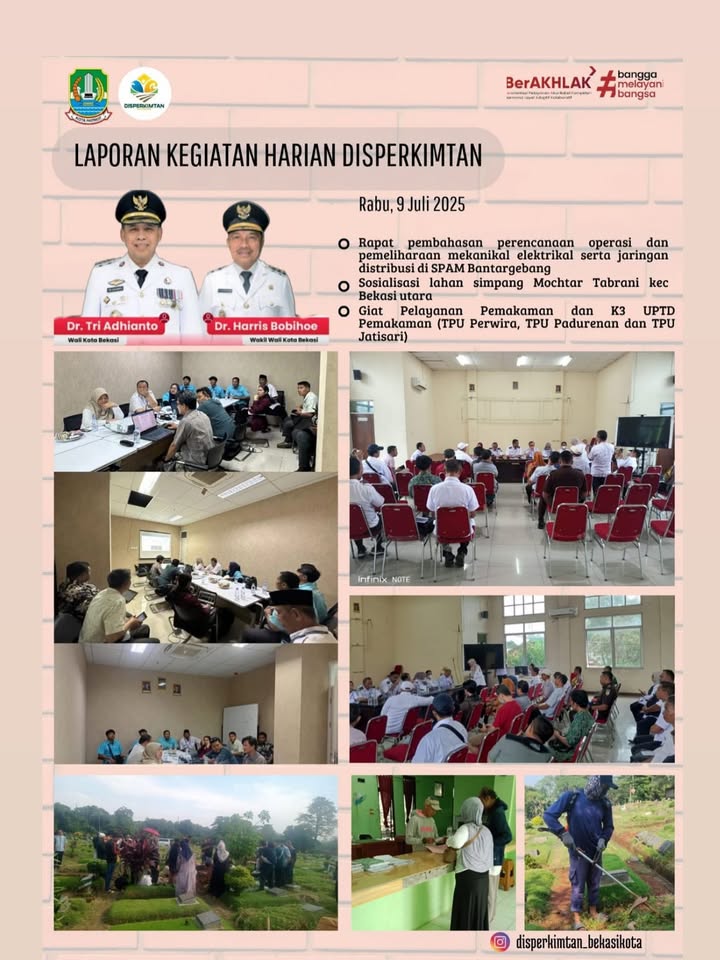 DISPERKIMTAN
BerAKHLAK
#bangga
melayani
bangsa
LAPORAN KEGIATAN HARIAN DISPERKIMTAN
Rabu, 9 Juli 2025
Rapat pembahasan perencanaan operasi dan
pemeliharaan mekanikal elektrikal serta jaringan
distribusi di SPAM Bantargebang
Sosialisasi lahan simpang Mochtar Tabrani kec
Bekasi utara
Giat Pelayanan Pemakaman dan K3 UPTD
Pemakaman (TPU Perwira, TPU Padurenan dan TPU
Jatisari)
Dr. Tri Adhianto
Wali Kota Bekasi
Dr. Harris Bobihoe
Wakil Wali Kota Bekasi
Infinix NOTE
disperkimtan_bekasikota